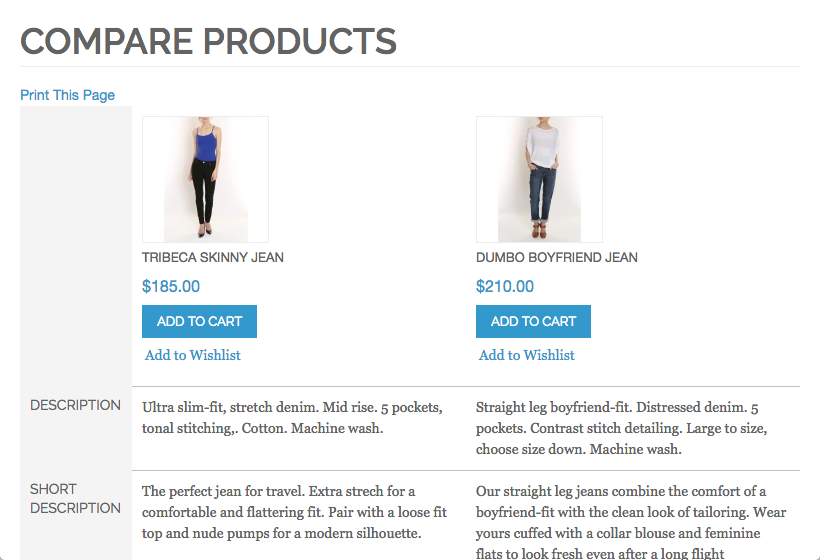 COMPARE PRODUCTS
Print This Page
TRIBECA SKINNY JEAN
$185.00
ADD TO CART
Add to Wishlist
DUMBO BOYFRIEND JEAN
$210.00
ADD TO CART
Add to Wishlist
DESCRIPTION
Ultra slim-fit, stretch denim. Mid rise. 5 pockets,
tonal stitching,. Cotton. Machine wash.
Straight leg boyfriend-fit. Distressed denim. 5
pockets. Contrast stitch detailing. Large to size,
choose size down. Machine wash.
SHORT
DESCRIPTION
The perfect jean for travel. Extra strech for a
comfortable and flattering fit. Pair with a loose fit
top and nude pumps for a modern silhouette.
Our straight leg jeans combine the comfort of a
boyfriend-fit with the clean look of tailoring. Wear
yours cuffed with a collar blouse and feminine
flats to look fresh even after a long flight